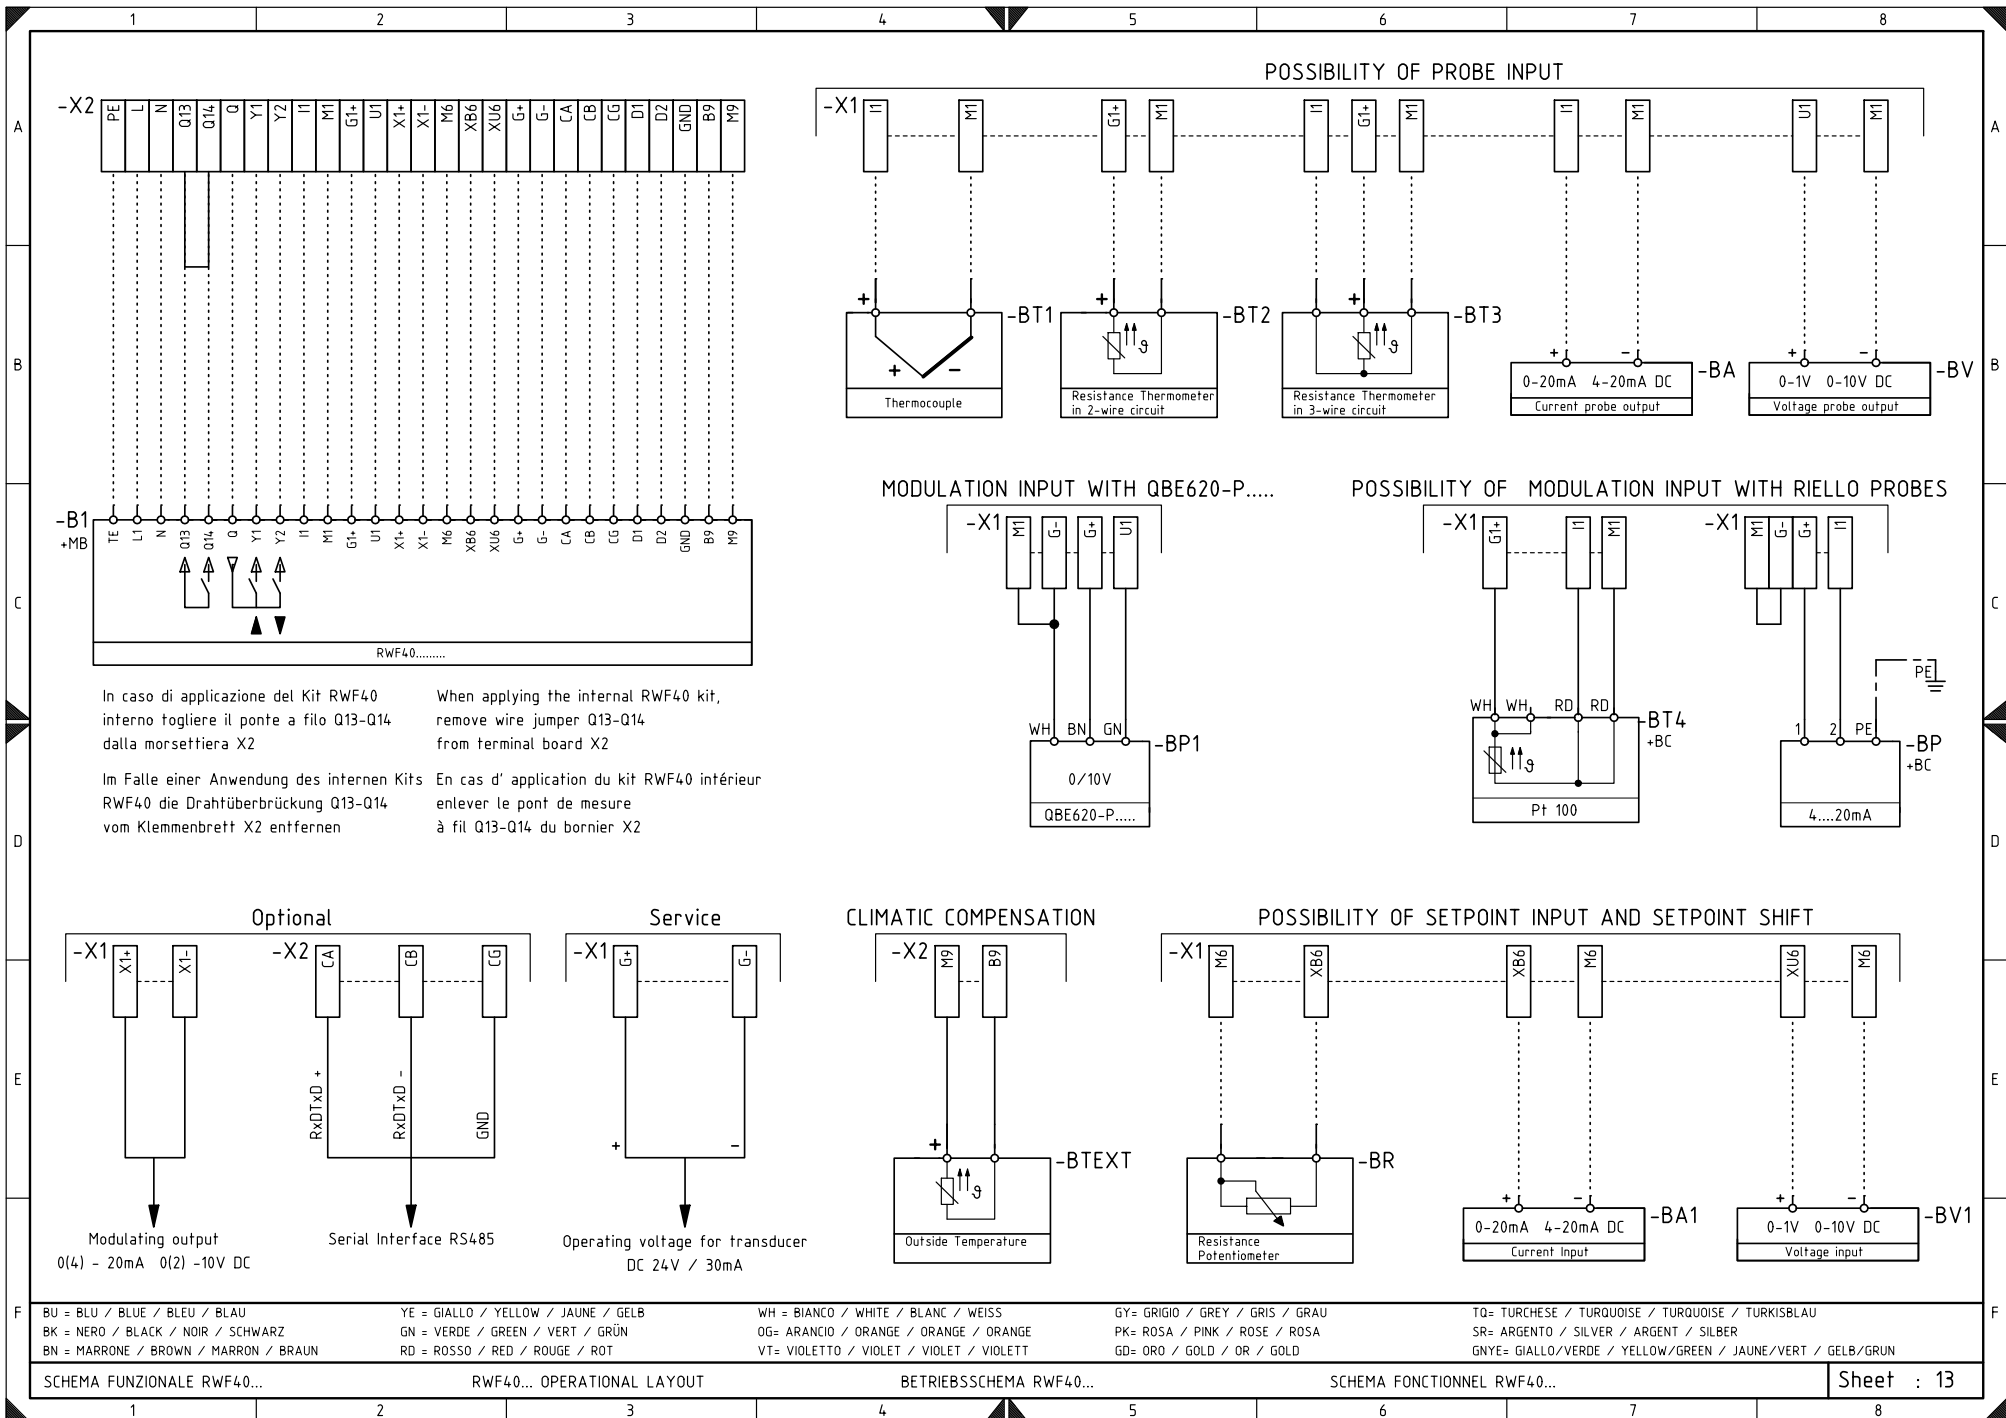 1 2 3 4 5 6 7 8
A
B
C
D
E
F
A
B
C
D
E
F
-X2
PE L N Q13 Q14 Q Y1 Y2 I1 M1 G1+ U1 X1+ X1- M6 XB6 XU6 G+ G- CA CB CG D1 D2 GND B9 M9
-B1
+MB
TE L1 N Q13 Q14 Q Y1 Y2 I1 M1 G1+ U1 X1+ X1- M6 XB6 XU6 G+ G- CA CB CG D1 D2 GND B9 M9
RWF40.........
In caso di applicazione del Kit RWF40
interno togliere il ponte a filo Q13-Q14
dalla morsettiera X2
When applying the internal RWF40 kit,
remove wire jumper Q13-Q14
from terminal board X2
Im Falle einer Anwendung des internen Kits
RWF40 die Drahtüberbrückung Q13-Q14
vom Klemmenbrett X2 entfernen
En cas d' application du kit RWF40 intérieur
enlever le pont de mesure
à fil Q13-Q14 du bornier X2
POSSIBILITY OF PROBE INPUT
-X1
I1 M1 G1+ M1 I1 G1+ M1 I1 M1 U1 M1
+
+ -
-BT1
Thermocouple
+
ϑ
-BT2
Resistance Thermometer
in 2-wire circuit
+
ϑ
-BT3
Resistance Thermometer
in 3-wire circuit
+ -
0-20mA 4-20mA DC
-BA
Current probe output
+ -
0-1V 0-10V DC
-BV
Voltage probe output
MODULATION INPUT WITH QBE620-P.....
-X1
M1 G- G+ U1
WH BN GN
-BP1
0/10V
QBE620-P.....
POSSIBILITY OF MODULATION INPUT WITH RIELLO PROBES
-X1
G1+ I1 M1
WH WH RD RD
-BT4
+BC
ϑ
Pt 100
-X1
M1 G- G+ I1
PE
1 2 PE
-BP
+BC
4....20mA
Optional
-X1
X1+ X1-
Modulating output
0(4) - 20mA 0(2) -10V DC
-X2
CA CB CG
RxDTxD +
RxDTxD -
GND
Serial Interface RS485
Service
-X1
G+ G-
+ -
Operating voltage for transducer
DC 24V / 30mA
CLIMATIC COMPENSATION
-X2
M9 B9
+
ϑ
-BTEXT
Outside Temperature
POSSIBILITY OF SETPOINT INPUT AND SETPOINT SHIFT
-X1
M6 XB6 XB6 M6 XU6 M6
-BR
Resistance
Potentiometer
+ -
0-20mA 4-20mA DC
-BA1
Current Input
+ -
0-1V 0-10V DC
-BV1
Voltage input
BU = BLU / BLUE / BLEU / BLAU
BK = NERO / BLACK / NOIR / SCHWARZ
BN = MARRONE / BROWN / MARRON / BRAUN
YE = GIALLO / YELLOW / JAUNE / GELB
GN = VERDE / GREEN / VERT / GRÜN
RD = ROSSO / RED / ROUGE / ROT
WH = BIANCO / WHITE / BLANC / WEISS
OG= ARANCIO / ORANGE / ORANGE / ORANGE
VT= VIOLETTO / VIOLET / VIOLET / VIOLETT
GY= GRIGIO / GREY / GRIS / GRAU
PK= ROSA / PINK / ROSE / ROSA
GD= ORO / GOLD / OR / GOLD
TQ= TURCHESE / TURQUOISE / TURQUOISE / TURKISBLAU
SR= ARGENTO / SILVER / ARGENT / SILBER
GNYE= GIALLO/VERDE / YELLOW/GREEN / JAUNE/VERT / GELB/GRUN
SCHEMA FUNZIONALE RWF40...
RWF40... OPERATIONAL LAYOUT
BETRIEBSSCHEMA RWF40...
SCHEMA FONCTIONNEL RWF40...
Sheet : 13
1 2 3 4 5 6 7 8